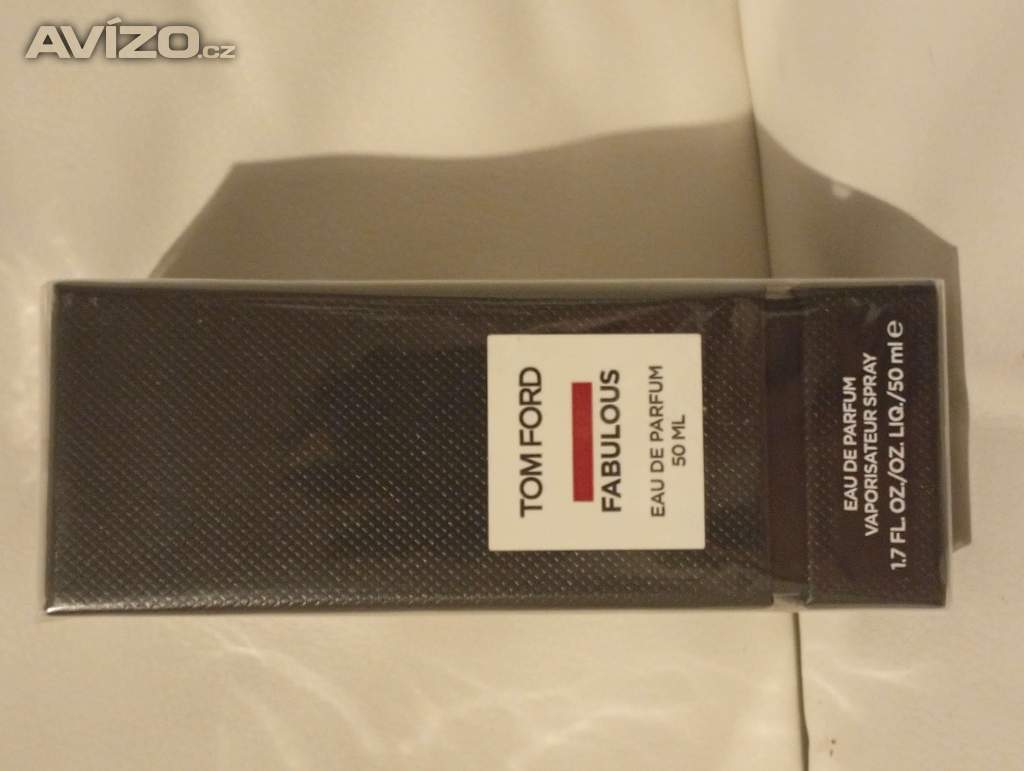 AVÍZO.cz
TOM FORD
FABULOUS
EAU DE PARFUM
50 ML
EAU DE PARFUM
VAPORISATEUR SPRAY
1.7 FL. OZ./OZ. LIQ./50 ml ℮